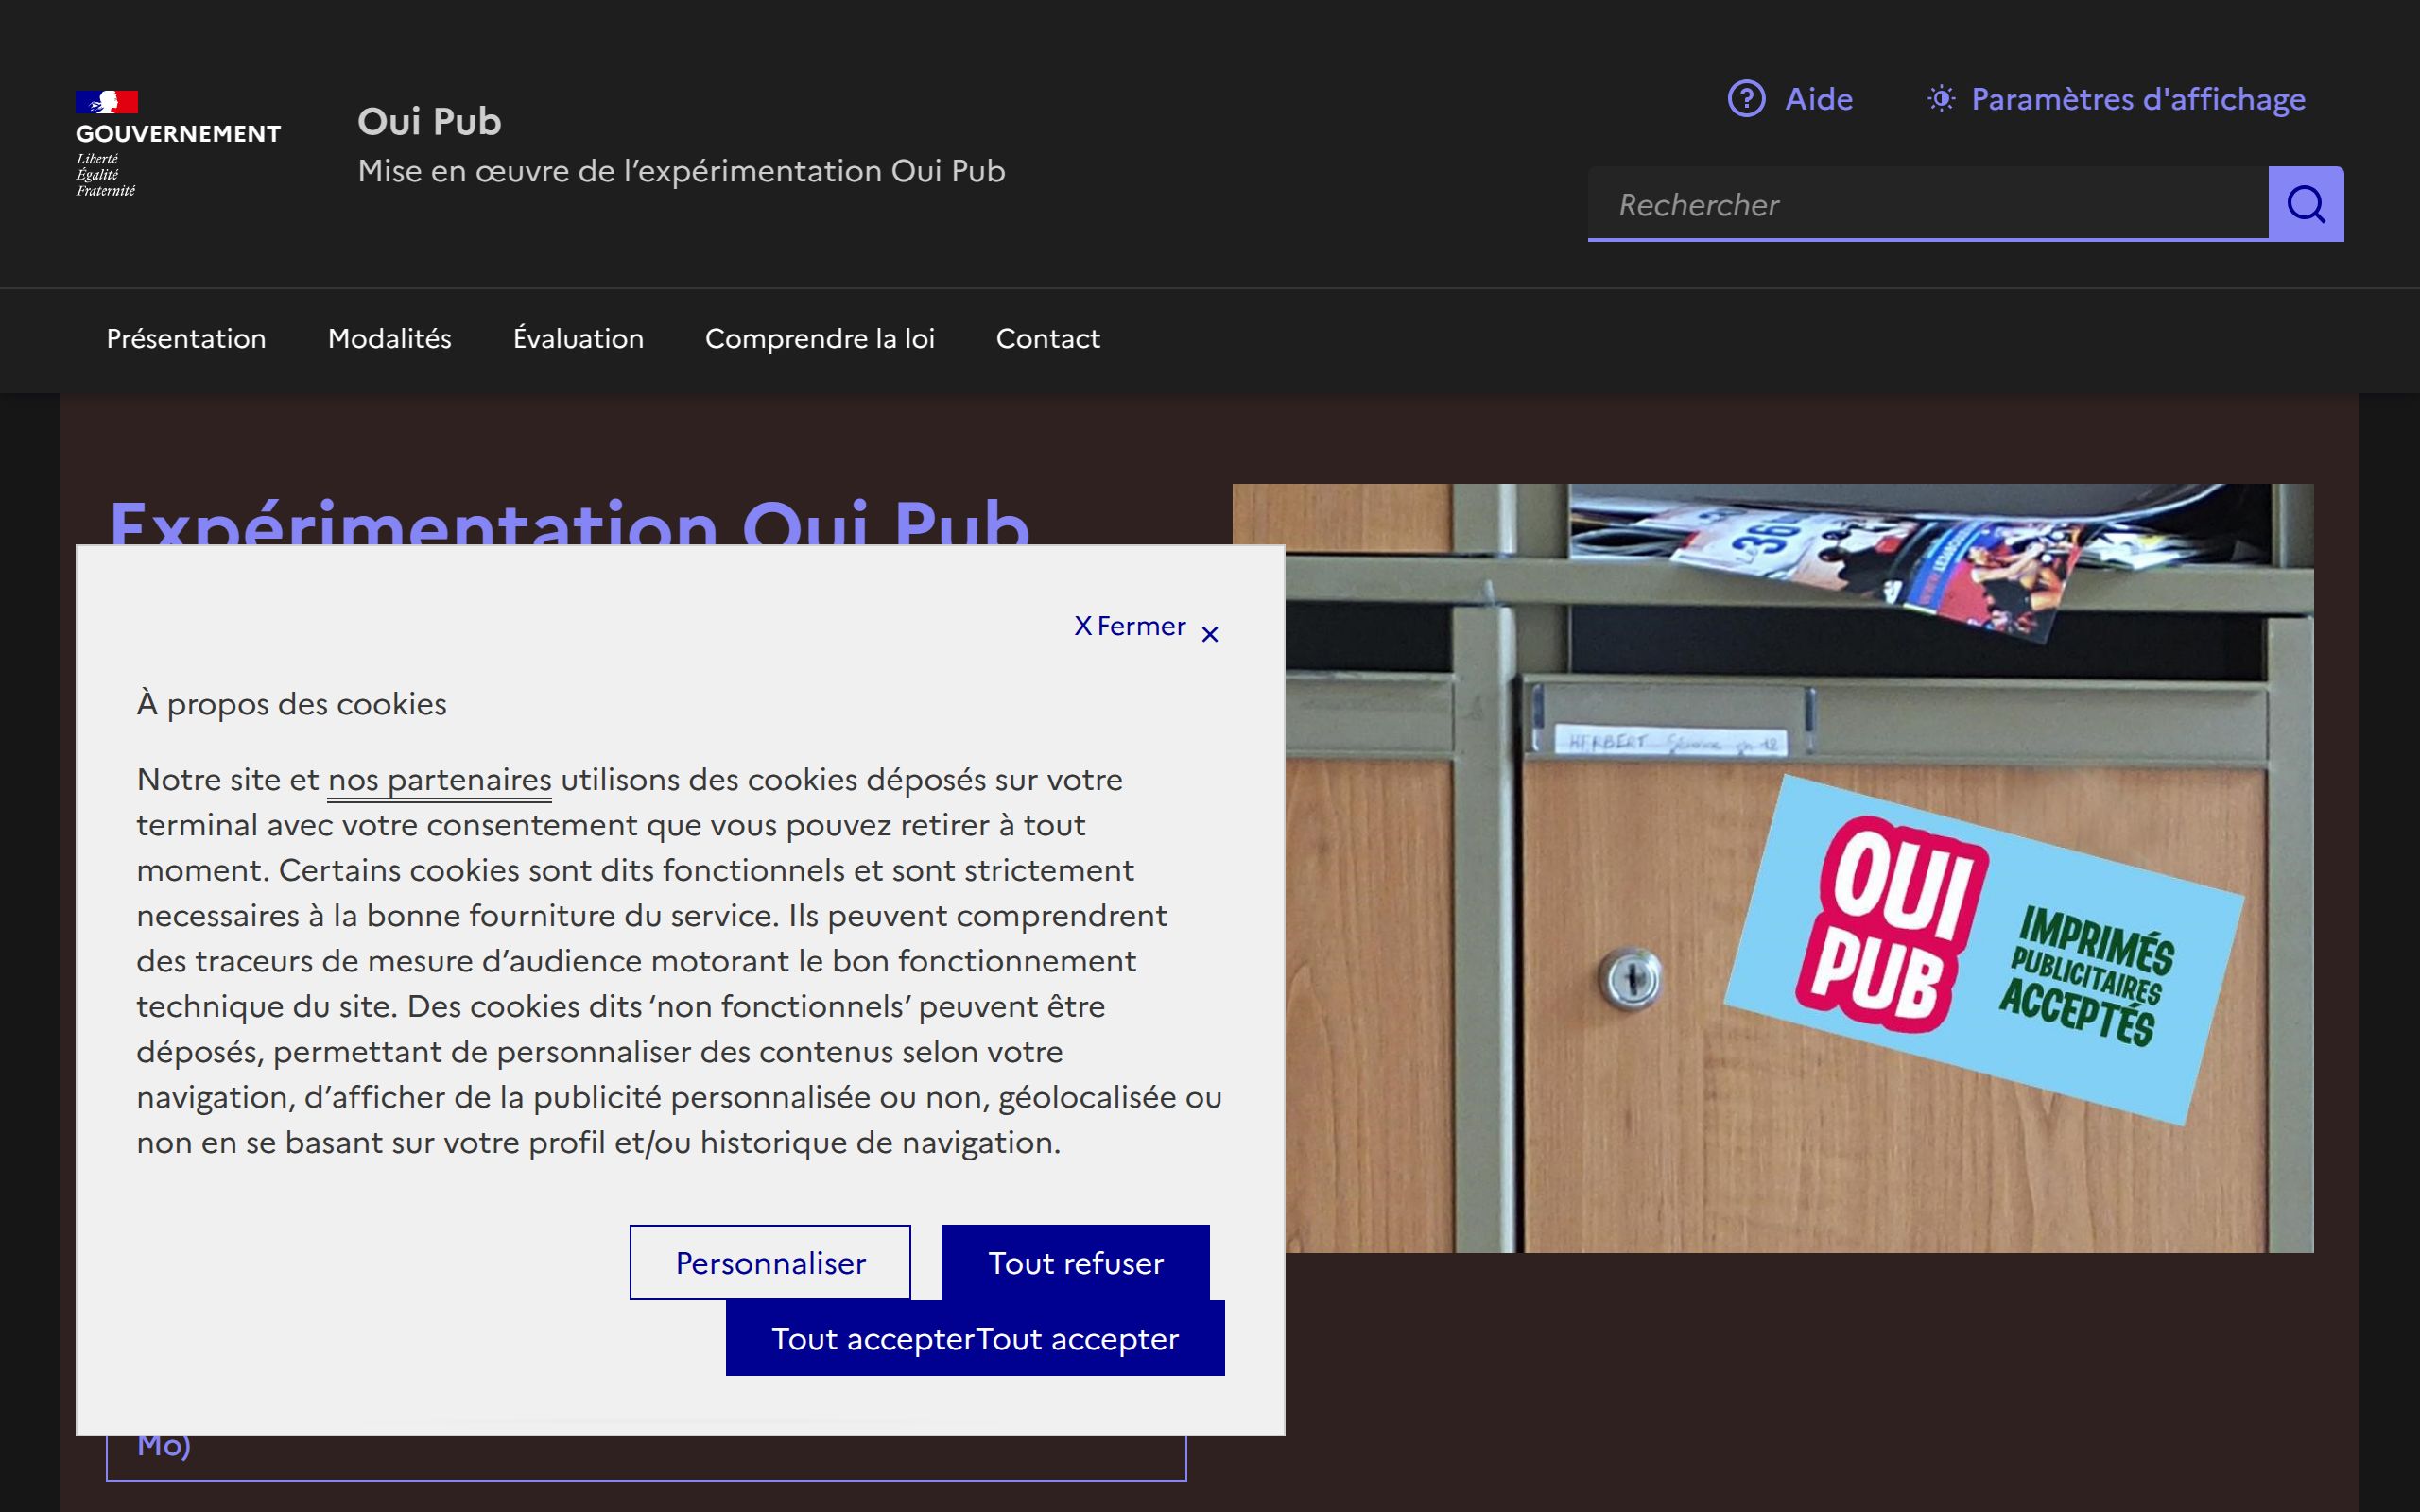 GOUVERNEMENT
Liberté
Égalité
Fraternité
Oui Pub
Mise en œuvre de l’expérimentation Oui Pub
Aide
Paramètres d'affichage
Rechercher
Présentation
Modalités
Évaluation
Comprendre la loi
Contact
Expérimentation Oui Pub
X Fermer ×
À propos des cookies
Notre site et nos partenaires utilisons des cookies déposés sur votre
terminal avec votre consentement que vous pouvez retirer à tout
moment. Certains cookies sont dits fonctionnels et sont strictement
necessaires à la bonne fourniture du service. Ils peuvent comprendrent
des traceurs de mesure d’audience motorant le bon fonctionnement
technique du site. Des cookies dits ‘non fonctionnels’ peuvent être
déposés, permettant de personnaliser des contenus selon votre
navigation, d’afficher de la publicité personnalisée ou non, géolocalisée ou
non en se basant sur votre profil et/ou historique de navigation.
Personnaliser
Tout refuser
Tout accepterTout accepter
Mo)
HERBERT
OUI
PUB
IMPRIMÉS
PUBLICITAIRES
ACCEPTÉS